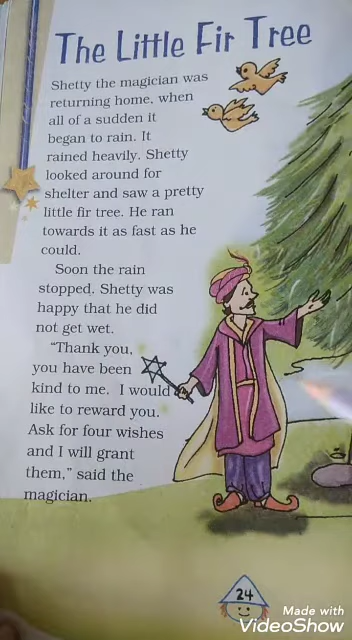 The Little Fir Tree
Shetty the magician was
returning home, when
all of a sudden it
began to rain. It
rained heavily. Shetty
looked around for
shelter and saw a pretty
little fir tree. He ran
towards it as fast as he
could.
Soon the rain
stopped. Shetty was
happy that he did
not get wet.
“Thank you,
you have been
kind to me. I would
like to reward you.
Ask for four wishes
and I will grant
them,” said the
magician.
24
Made with
VideoShow